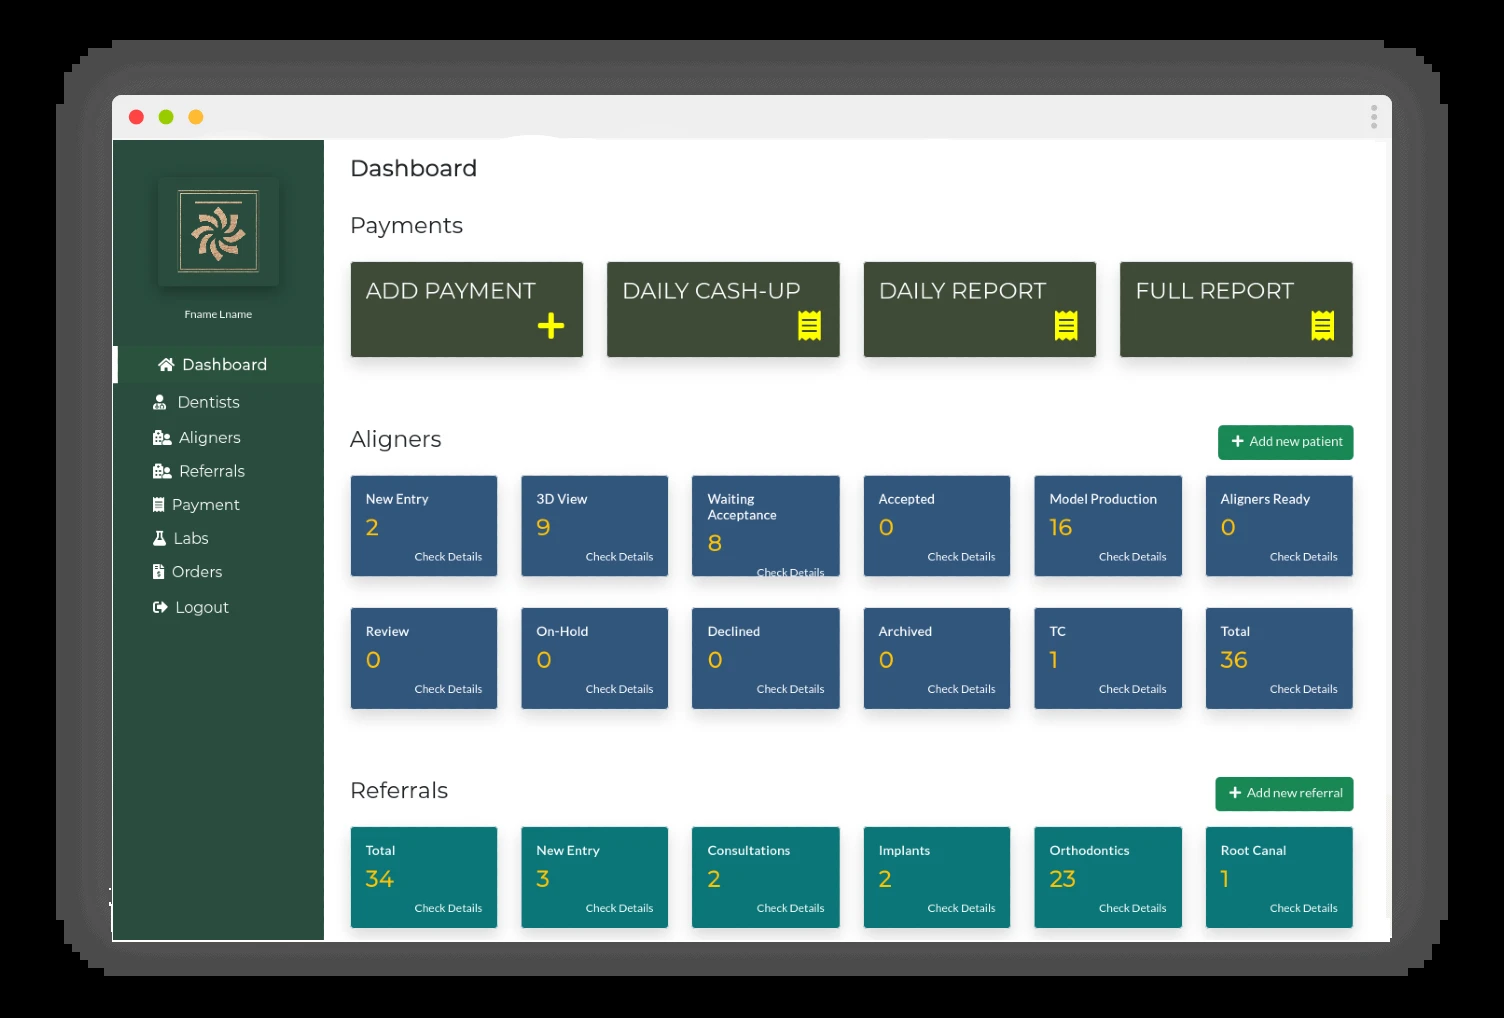 Dashboard
Payments
ADD PAYMENT
DAILY CASH-UP
DAILY REPORT
FULL REPORT
Fname Lname
Dashboard
Dentists
Aligners
Referrals
Payment
Labs
Orders
Logout
Aligners
Add new patient
New Entry
2
Check Details
3D View
9
Check Details
Waiting
Acceptance
8
Check Details
Accepted
0
Check Details
Model Production
16
Check Details
Aligners Ready
0
Check Details
Review
0
Check Details
On-Hold
0
Check Details
Declined
0
Check Details
Archived
0
Check Details
TC
1
Check Details
Total
36
Check Details
Referrals
Add new referral
Total
34
Check Details
New Entry
3
Check Details
Consultations
2
Check Details
Implants
2
Check Details
Orthodontics
23
Check Details
Root Canal
1
Check Details